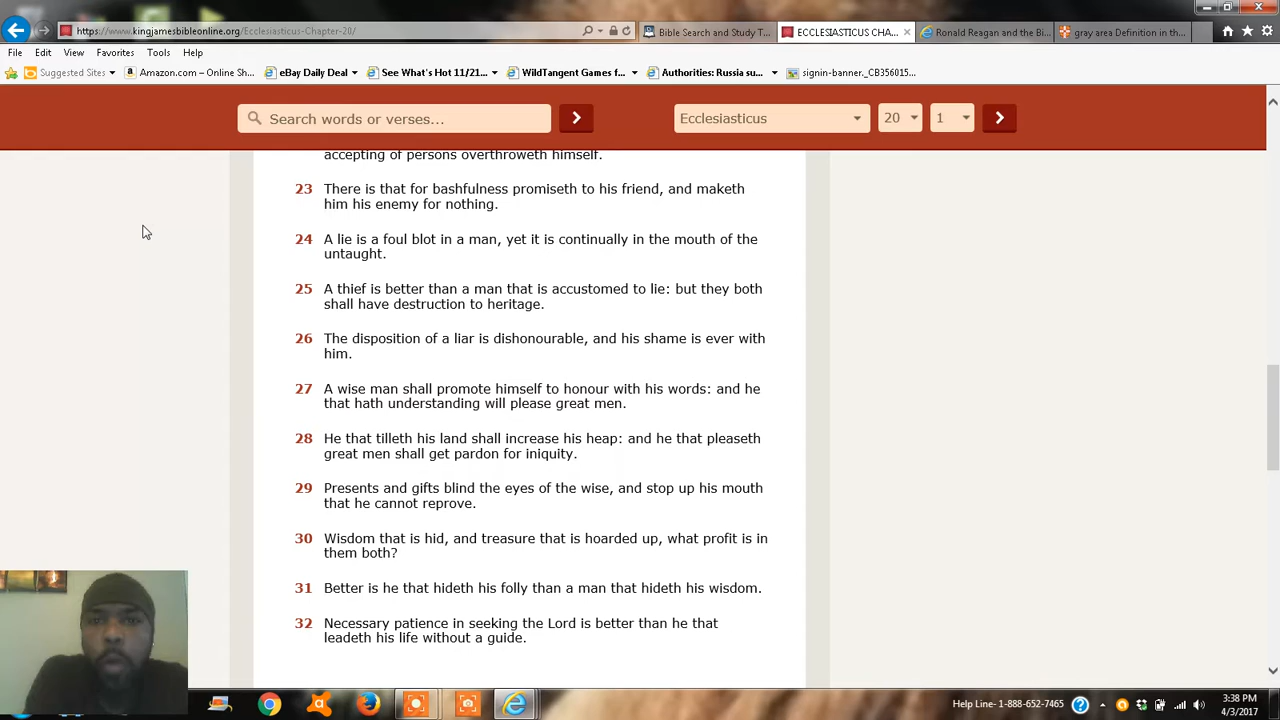 https://www.kingjamesbibleonline.org/Ecclesiasticus-Chapter-20/
Bible Search and Study T...
ECCLESIASTICUS CHA...
Ronald Reagan and the Bi...
gray area Definition in th...
File Edit View Favorites Tools Help
Suggested Sites
Amazon.com – Online Sh...
eBay Daily Deal
See What's Hot 11/21...
WildTangent Games f...
Authorities: Russia su...
signin-banner._CB356015...
Search words or verses...
Ecclesiasticus
20
1
accepting of persons overthroweth himself.
23 There is that for bashfulness promiseth to his friend, and maketh
him his enemy for nothing.
24 A lie is a foul blot in a man, yet it is continually in the mouth of the
untaught.
25 A thief is better than a man that is accustomed to lie: but they both
shall have destruction to heritage.
26 The disposition of a liar is dishonourable, and his shame is ever with
him.
27 A wise man shall promote himself to honour with his words: and he
that hath understanding will please great men.
28 He that tilleth his land shall increase his heap: and he that pleaseth
great men shall get pardon for iniquity.
29 Presents and gifts blind the eyes of the wise, and stop up his mouth
that he cannot reprove.
30 Wisdom that is hid, and treasure that is hoarded up, what profit is in
them both?
31 Better is he that hideth his folly than a man that hideth his wisdom.
32 Necessary patience in seeking the Lord is better than he that
leadeth his life without a guide.
Help Line- 1-888-652-7465
3:38 PM
4/3/2017